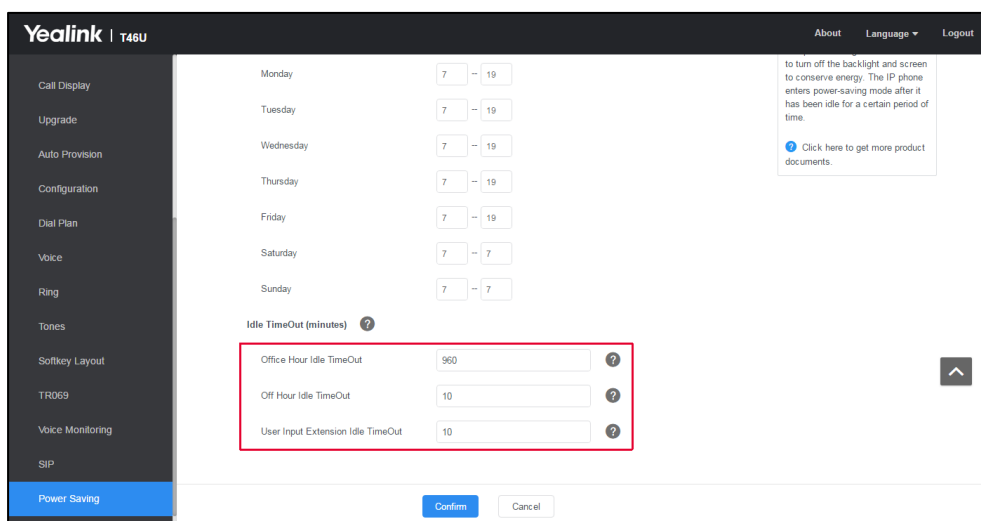 Yealink | T46U
About Language Logout
Call Display
Upgrade
Auto Provision
Configuration
Dial Plan
Voice
Ring
Tones
Softkey Layout
TR069
Voice Monitoring
SIP
Power Saving
Monday 7 – 19
Tuesday 7 – 19
Wednesday 7 – 19
Thursday 7 – 19
Friday 7 – 19
Saturday 7 – 7
Sunday 7 – 7
Idle TimeOut (minutes) ?
Office Hour Idle TimeOut 960 ?
Off Hour Idle TimeOut 10 ?
User Input Extension Idle TimeOut 10 ?
Confirm Cancel
to turn off the backlight and screen
to conserve energy. The IP phone
enters power-saving mode after it
has been idle for a certain period of
time.
? Click here to get more product
documents.